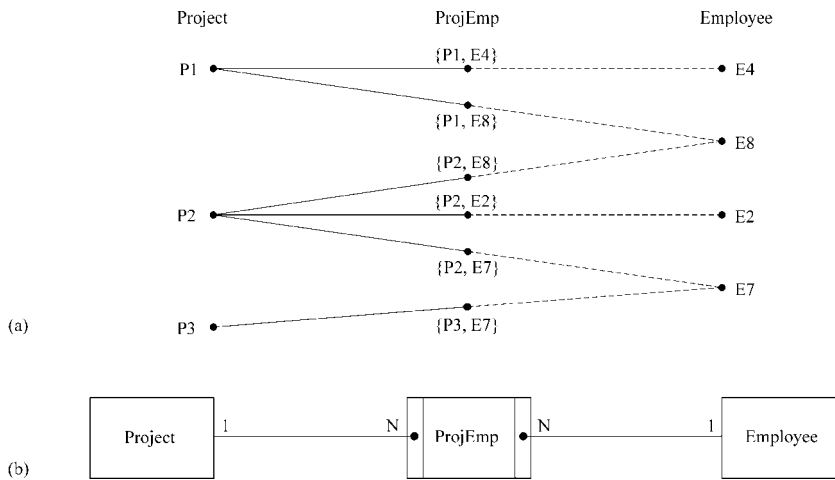 Project ProjEmp Employee
{P1, E4}
P1 E4
{P1, E8}
E8
{P2, E8}
{P2, E2}
P2 E2
{P2, E7}
E7
{P3, E7}
(a) P3
1 N N 1
Project ProjEmp Employee
(b)